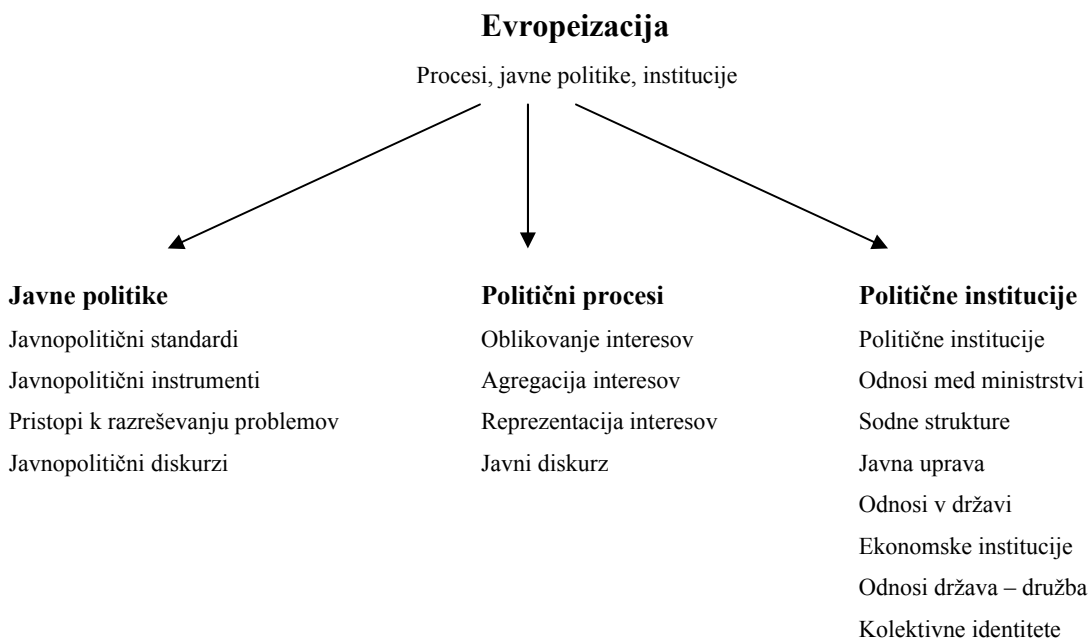 Evropeizacija
Procesi, javne politike, institucije
Javne politike
Javnopolitični standardi
Javnopolitični instrumenti
Pristopi k razreševanju problemov
Javnopolitični diskurzi
Politični procesi
Oblikovanje interesov
Agregacija interesov
Reprezentacija interesov
Javni diskurz
Politične institucije
Politične institucije
Odnosi med ministrstvi
Sodne strukture
Javna uprava
Odnosi v državi
Ekonomske institucije
Odnosi država – družba
Kolektivne identitete